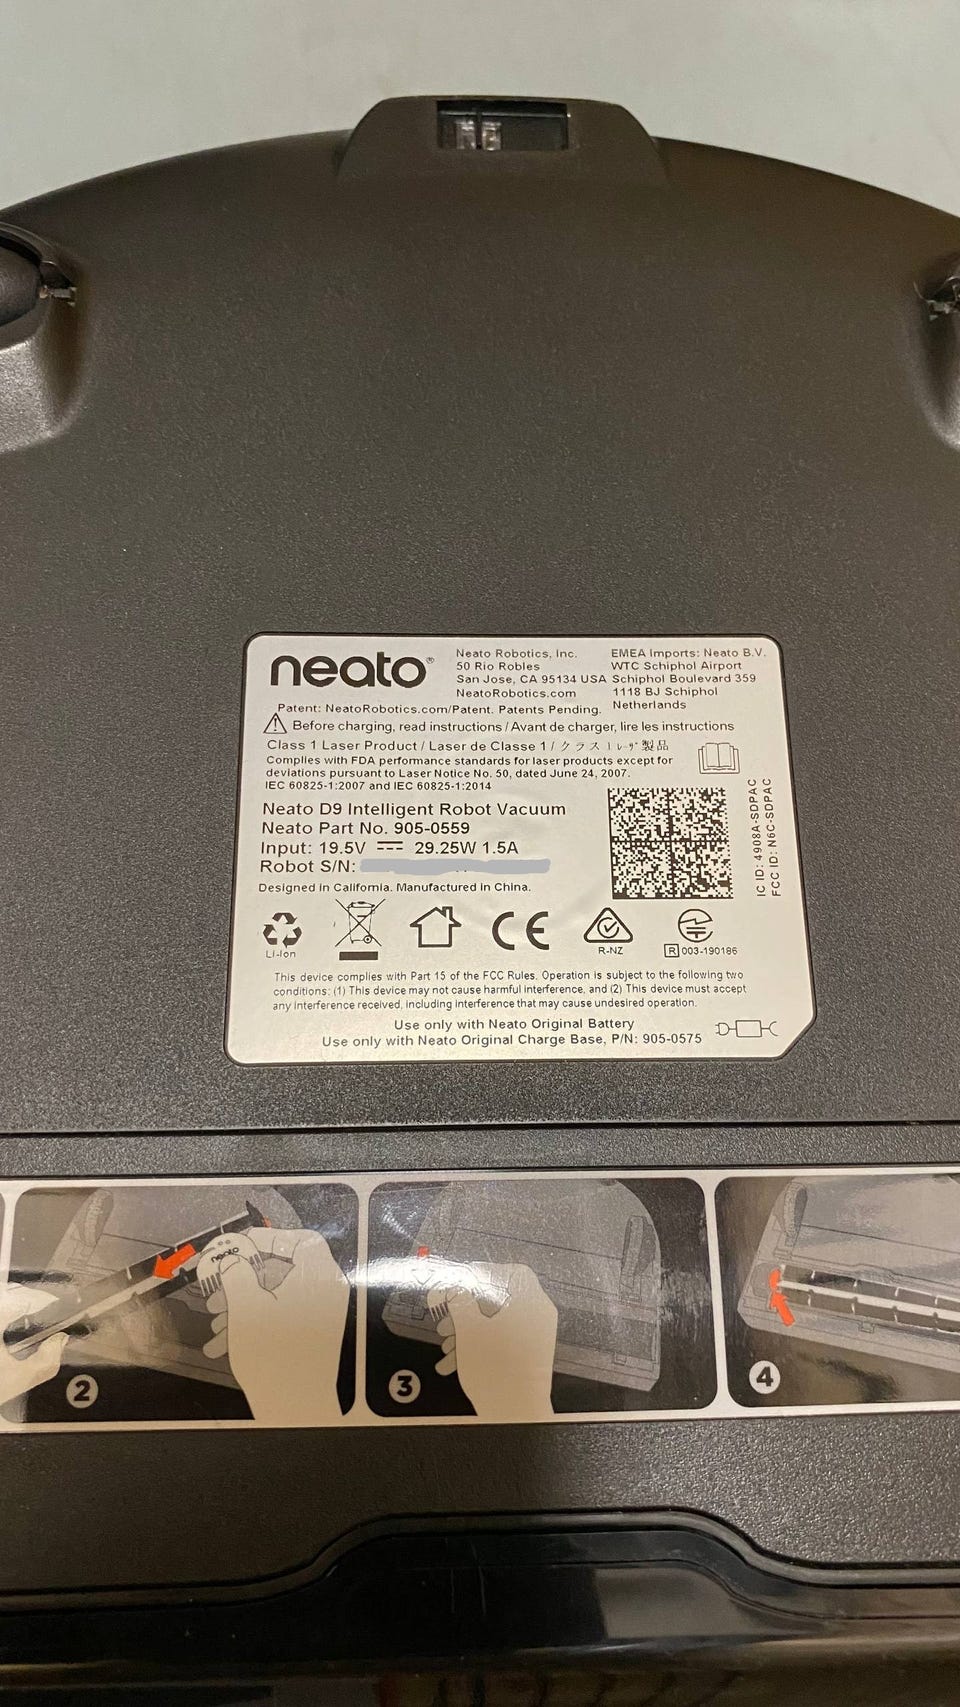 neato®
Neato Robotics, Inc.
50 Rio Robles
San Jose, CA 95134 USA
NeatoRobotics.com
EMEA Imports: Neato B.V.
WTC Schiphol Airport
Schiphol Boulevard 359
1118 BJ Schiphol
Netherlands
Patent: NeatoRobotics.com/Patent. Patents Pending.
Before charging, read instructions / Avant de charger, lire les instructions
Class 1 Laser Product / Laser de Classe 1 / クラス 1 レーザ製品
Complies with FDA performance standards for laser products except for
deviations pursuant to Laser Notice No. 50, dated June 24, 2007.
IEC 60825-1:2007 and IEC 60825-1:2014
Neato D9 Intelligent Robot Vacuum
Neato Part No. 905-0559
Input: 19.5V ⎓ 29.25W 1.5A
Robot S/N:
Designed in California. Manufactured in China.
IC ID: 4908A-SDPAC
FCC ID: N6C-SDPAC
Li-Ion
CE
R-NZ
R 003-190186
This device complies with Part 15 of the FCC Rules. Operation is subject to the following two
conditions: (1) This device may not cause harmful interference, and (2) This device must accept
any interference received, including interference that may cause undesired operation.
Use only with Neato Original Battery
Use only with Neato Original Charge Base, P/N: 905-0575
neato
2
3
4